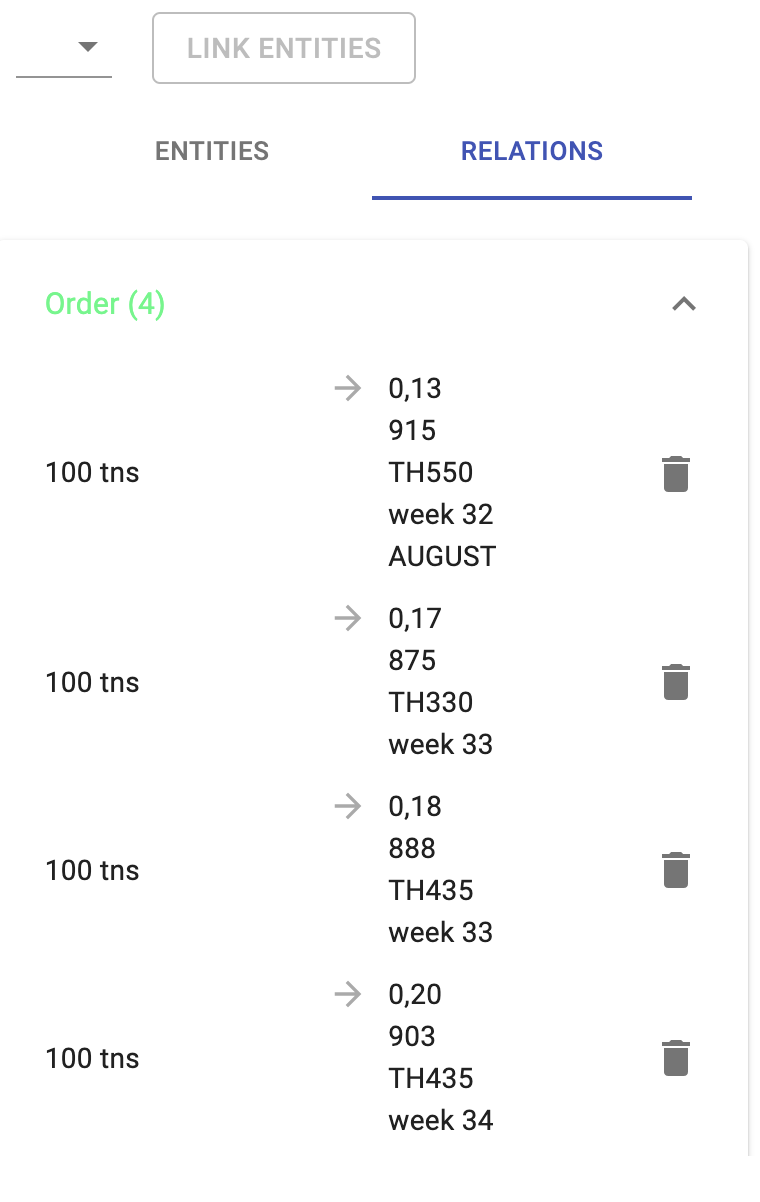 LINK ENTITIES
ENTITIES RELATIONS
Order (4)
0,13
915
100 tns TH550
week 32
AUGUST
0,17
875
100 tns
TH330
week 33
0,18
888
100 tns
TH435
week 33
0,20
903
100 tns
TH435
week 34